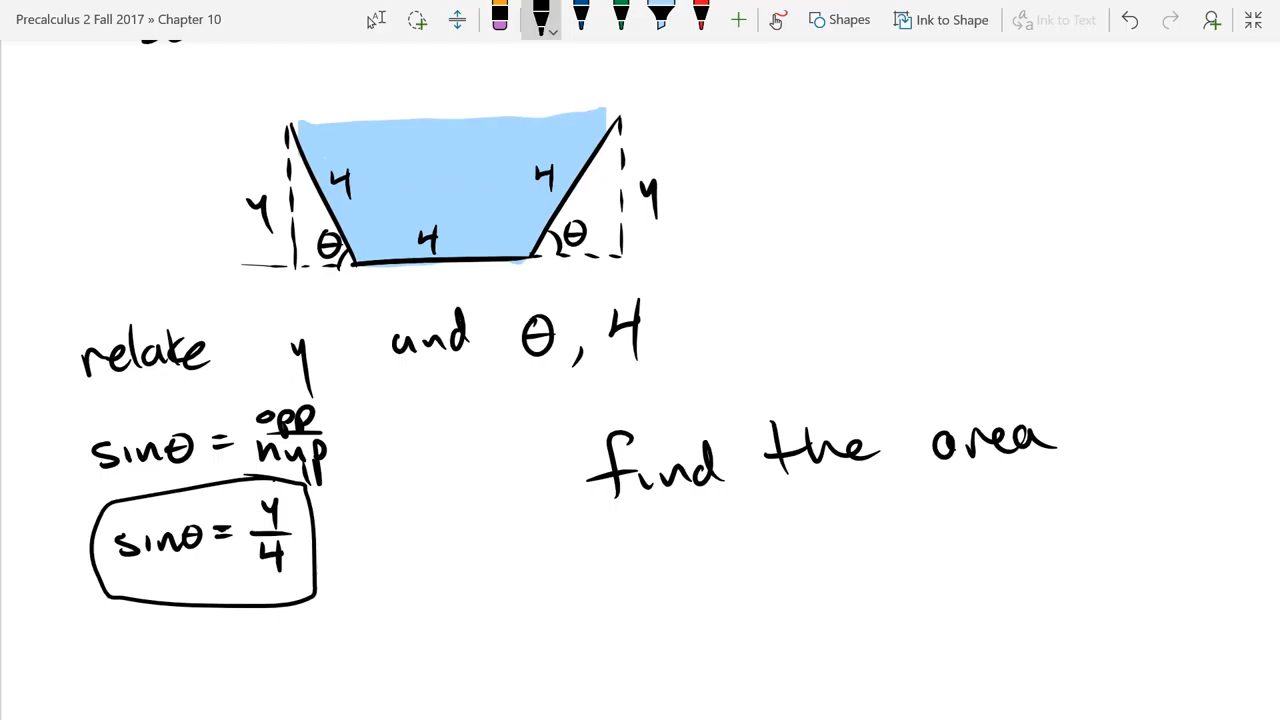 Precalculus 2 Fall 2017 » Chapter 10
Shapes
Ink to Shape
Ink to Text
4 4
y y
θ 4 θ
relate y and θ, 4
sinθ = opp/hyp
find the area
sinθ = y/4